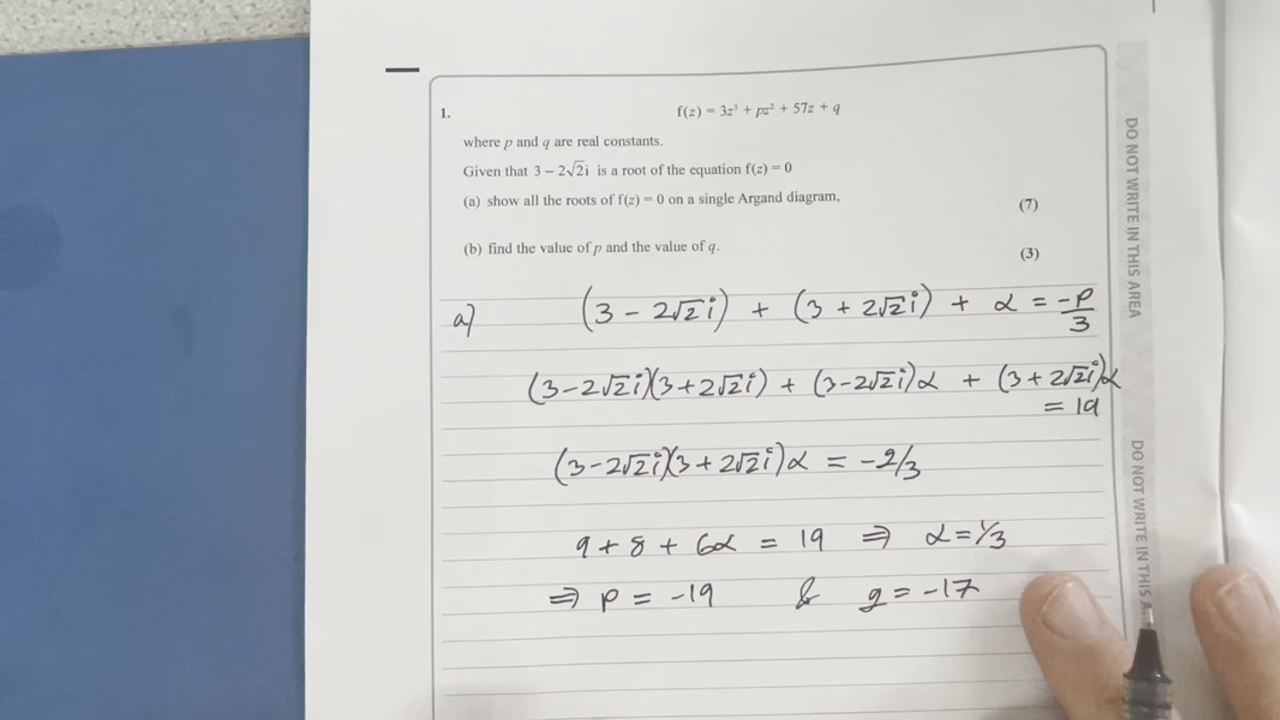 1.
f(z) = 3z³ + pz² + 57z + q
where p and q are real constants.
Given that 3 – 2√2i is a root of the equation f(z) = 0
(a) show all the roots of f(z) = 0 on a single Argand diagram,
(7)
(b) find the value of p and the value of q.
(3)
a) (3 - 2√2i) + (3 + 2√2i) + α = -p/3
(3-2√2i)(3+2√2i) + (3-2√2i)α + (3+2√2i)α
= 19
(3-2√2i)(3+2√2i)α = -q/3
9 + 8 + 6α = 19 ⇒ α = 1/3
⇒ p = -19 & q = -17
DO NOT WRITE IN THIS AREA
DO NOT WRITE IN THIS A